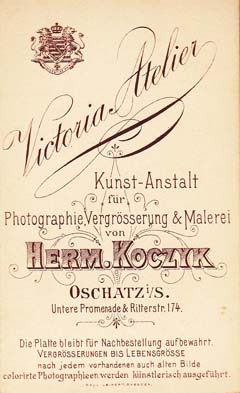 Victoria-Atelier
Kunst-Anstalt
für
Photographie Vergrösserung & Malerei
von
HERM. KOCZYK
OSCHATZ i/S.
Untere Promenade & Ritterstr. 174.
Die Platte bleibt für Nachbestellung aufbewahrt.
VERGRÖSSERUNGEN BIS LEBENSGRÖSSE
nach jedem vorhandenen auch alten Bilde
colorirte Photographieen werden künstlerisch ausgeführt.